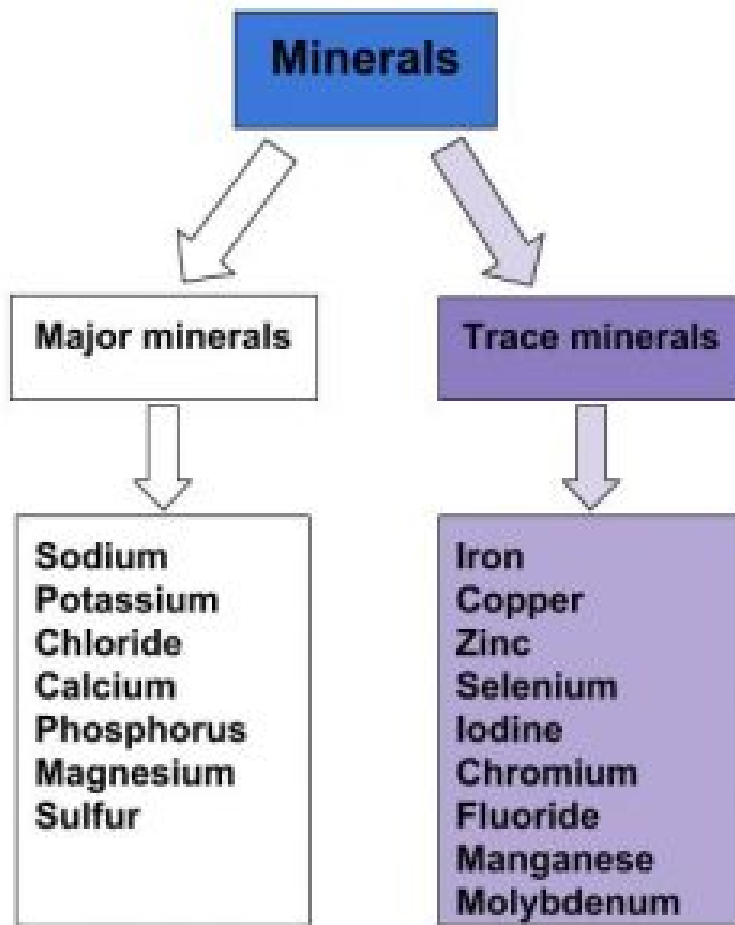 Minerals
Major minerals
Trace minerals
Sodium
Potassium
Chloride
Calcium
Phosphorus
Magnesium
Sulfur
Iron
Copper
Zinc
Selenium
Iodine
Chromium
Fluoride
Manganese
Molybdenum